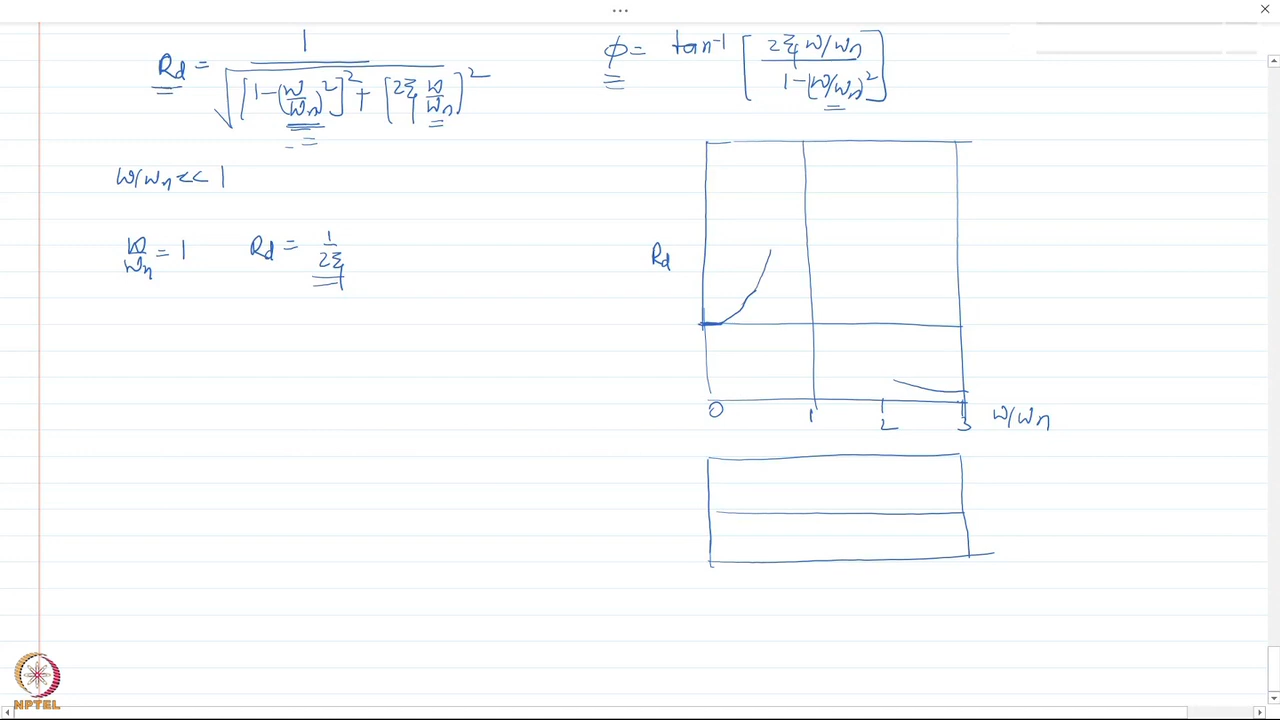 Rd = 1 / √([1-(ω/ωn)²]² + [2ξ ω/ωn]²)
φ = tan-1 [2ξ ω/ωn / 1-(ω/ωn)²]
ω/ωn << 1
ω/ωn = 1 Rd = 1/2ξ
Rd
0 1 2 3 ω/ωn
NPTEL